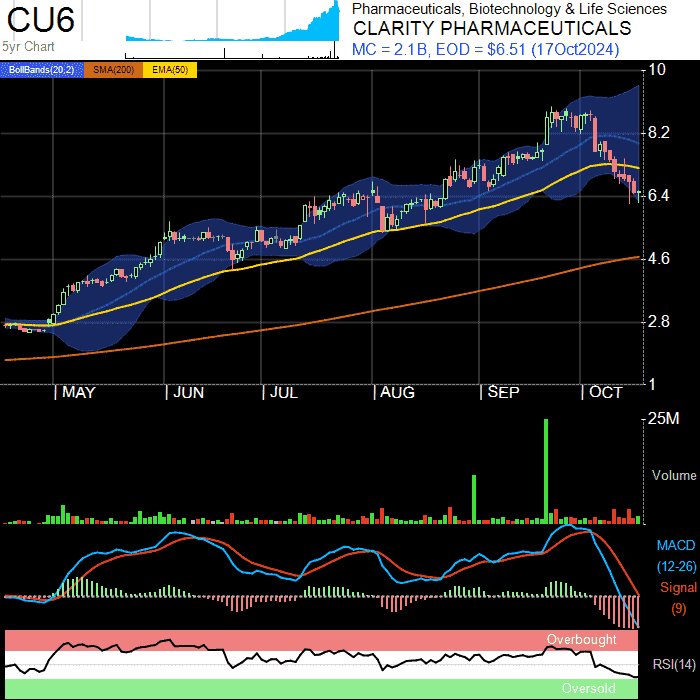 CU6
5yr Chart
Pharmaceuticals, Biotechnology & Life Sciences
CLARITY PHARMACEUTICALS
MC = 2.1B, EOD = $6.51 (17Oct2024)
BollBands(20,2) SMA(200) EMA(50)
10
8.2
6.4
4.6
2.8
1
MAY JUN JUL AUG SEP OCT
25M
Volume
MACD
(12-26)
Signal
(9)
Overbought
RSI(14)
Oversold